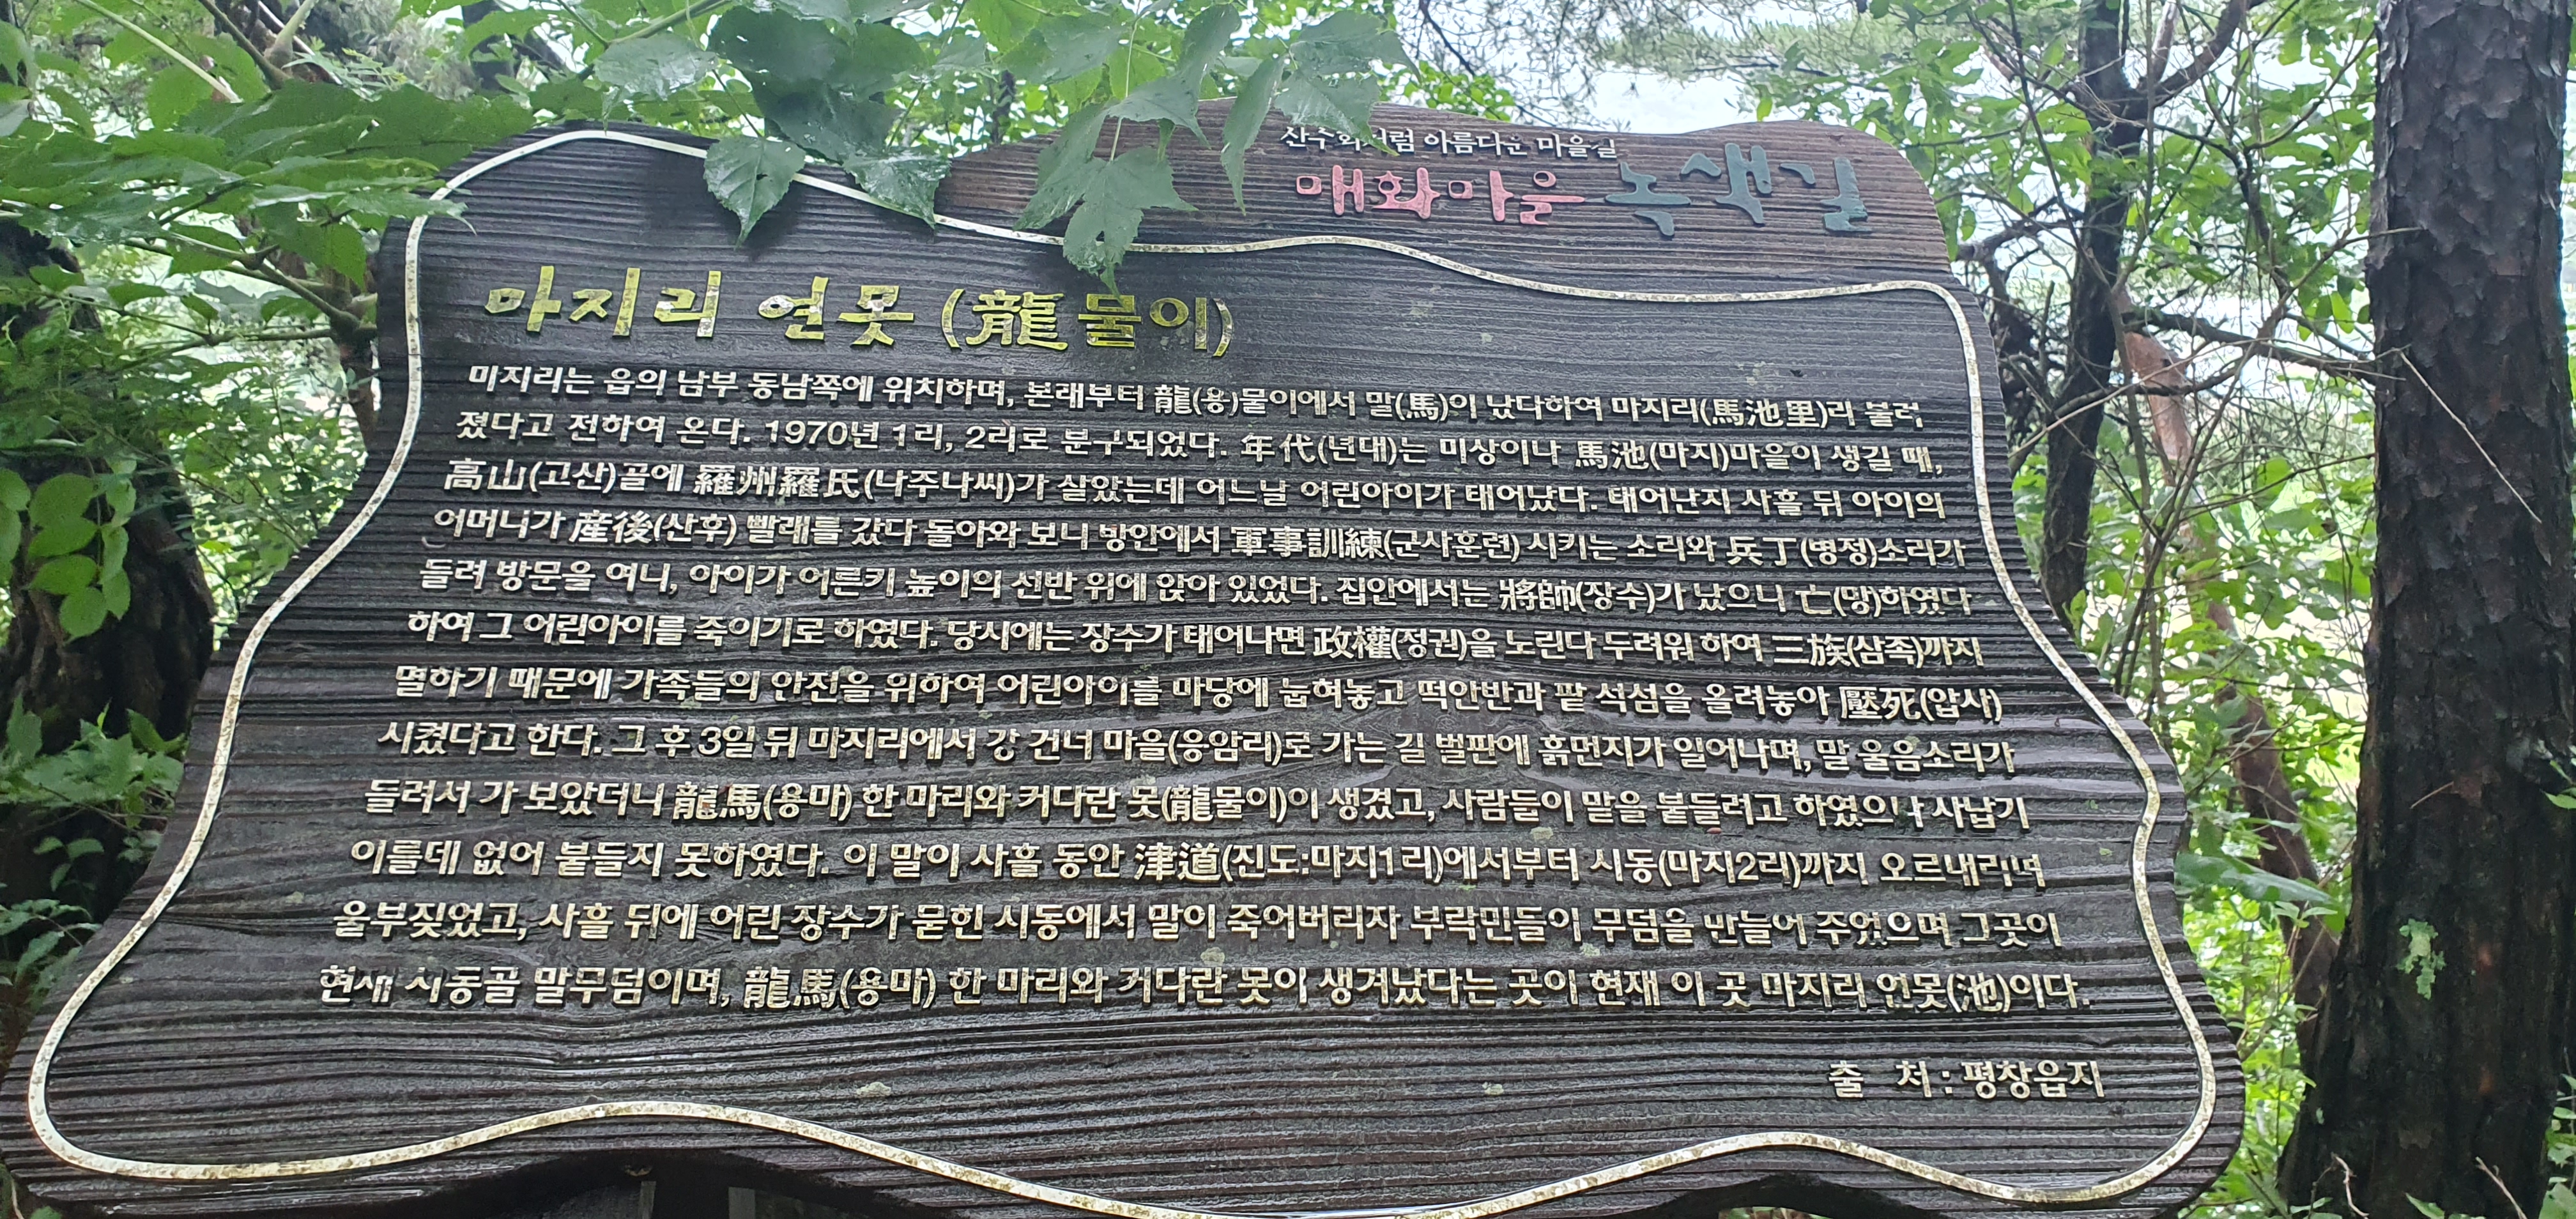 산수화처럼 아름다운 마을길
매화마을 녹색길
마지리 연못 (龍물이)
마지리는 읍의 남부 동남쪽에 위치하며, 본래부터 龍(용)물이에서 말(馬)이 났다하여 마지리(馬池里)라 불러
졌다고 전하여 온다. 1970년 1리, 2리로 분구되었다. 年代(년대)는 미상이나 馬池(마지)마을이 생길 때,
高山(고산)골에 羅州羅氏(나주나씨)가 살았는데 어느날 어린아이가 태어났다. 태어난지 사흘 뒤 아이의
어머니가 産後(산후) 빨래를 갔다 돌아와 보니 방안에서 軍事訓練(군사훈련) 시키는 소리와 兵丁(병정)소리가
들려 방문을 여니, 아이가 어른키 높이의 선반 위에 앉아 있었다. 집안에서는 將帥(장수)가 났으니 亡(망)하였다
하여 그 어린아이를 죽이기로 하였다. 당시에는 장수가 태어나면 政權(정권)을 노린다 두려워 하여 三族(삼족)까지
멸하기 때문에 가족들의 안전을 위하여 어린아이를 마당에 눕혀놓고 떡안반과 팥 석섬을 올려놓아 壓死(압사)
시켰다고 한다. 그 후 3일 뒤 마지리에서 강 건너 마을(응암리)로 가는 길 벌판에 흙먼지가 일어나며, 말 울음소리가
들려서 가 보았더니 龍馬(용마) 한 마리와 커다란 못(龍물이)이 생겼고, 사람들이 말을 붙들려고 하였으나 사납기
이를데 없어 붙들지 못하였다. 이 말이 사흘 동안 津道(진도:마지1리)에서부터 시동(마지2리)까지 오르내리며
울부짖었고, 사흘 뒤에 어린 장수가 묻힌 시동에서 말이 죽어버리자 부락민들이 무덤을 만들어 주었으며 그곳이
현재 시동골 말무덤이며, 龍馬(용마) 한 마리와 커다란 못이 생겨났다는 곳이 현재 이 곳 마지리 연못(池)이다.
출 처 : 평창읍지